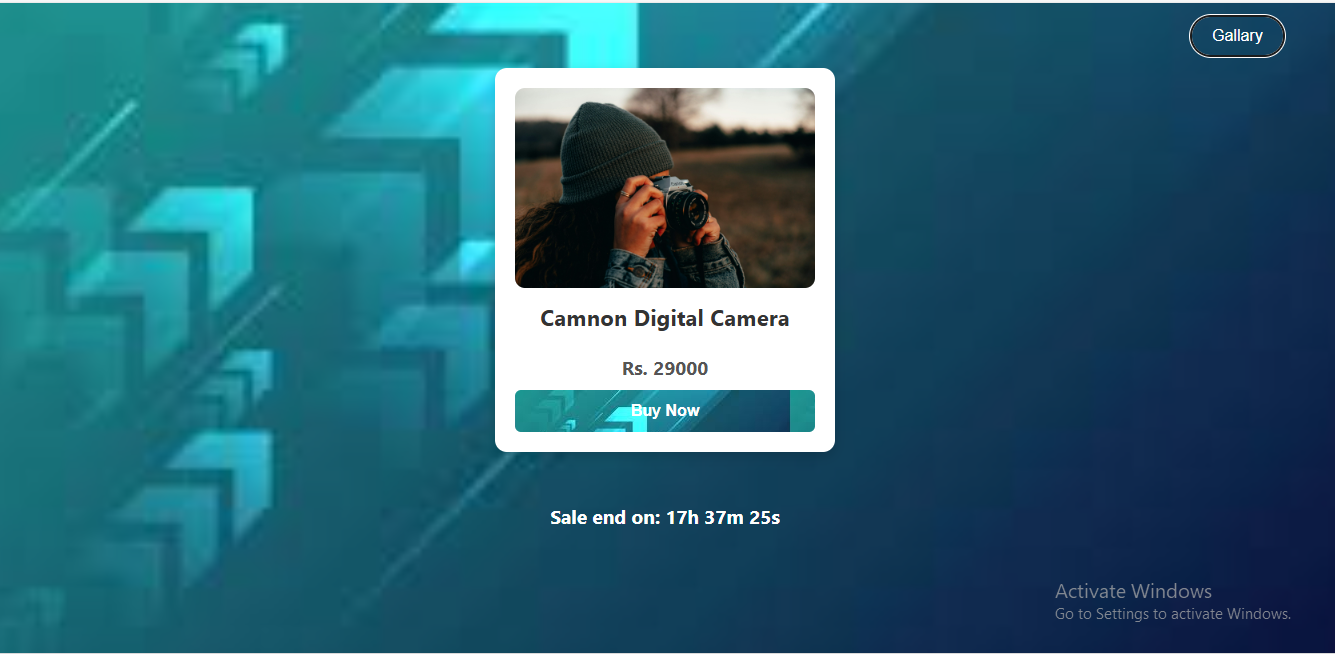 Gallary
Camnon Digital Camera
Rs. 29000
Buy Now
Sale end on: 17h 37m 25s
Activate Windows
Go to Settings to activate Windows.